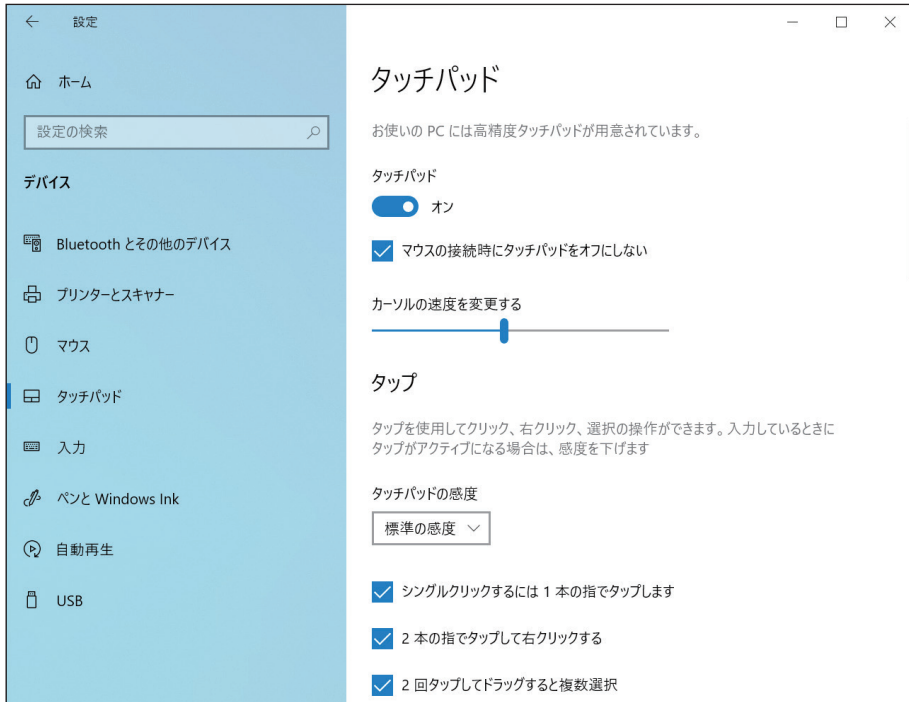 設定
ホーム
設定の検索
デバイス
Bluetooth とその他のデバイス
プリンターとスキャナー
マウス
タッチパッド
入力
ペンと Windows Ink
自動再生
USB
タッチパッド
お使いの PC には高精度タッチパッドが用意されています。
タッチパッド
オン
マウスの接続時にタッチパッドをオフにしない
カーソルの速度を変更する
タップ
タップを使用してクリック、右クリック、選択の操作ができます。入力しているときに
タップがアクティブになる場合は、感度を下げます
タッチパッドの感度
標準の感度
シングルクリックするには 1 本の指でタップします
2 本の指でタップして右クリックする
2 回タップしてドラッグすると複数選択